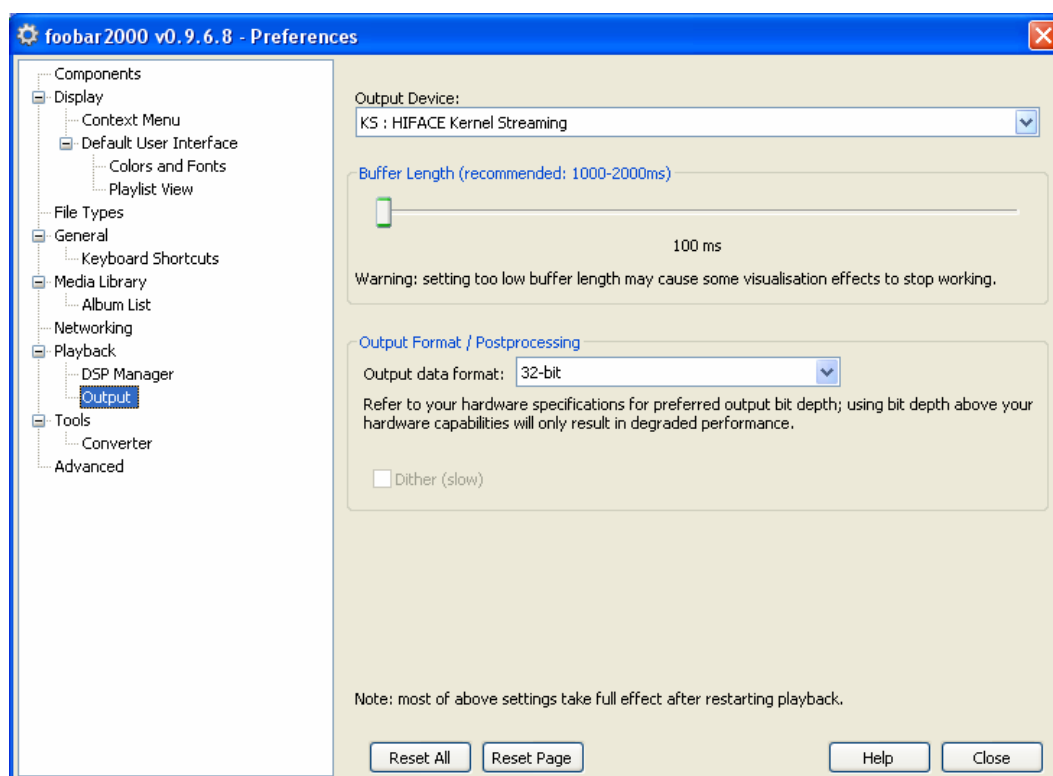 foobar2000 v0.9.6.8 - Preferences
Components
Display
Context Menu
Default User Interface
Colors and Fonts
Playlist View
File Types
General
Keyboard Shortcuts
Media Library
Album List
Networking
Playback
DSP Manager
Output
Tools
Converter
Advanced
Output Device:
KS : HIFACE Kernel Streaming
Buffer Length (recommended: 1000-2000ms)
100 ms
Warning: setting too low buffer length may cause some visualisation effects to stop working.
Output Format / Postprocessing
Output data format: 32-bit
Refer to your hardware specifications for preferred output bit depth; using bit depth above your
hardware capabilities will only result in degraded performance.
Dither (slow)
Note: most of above settings take full effect after restarting playback.
Reset All Reset Page Help Close